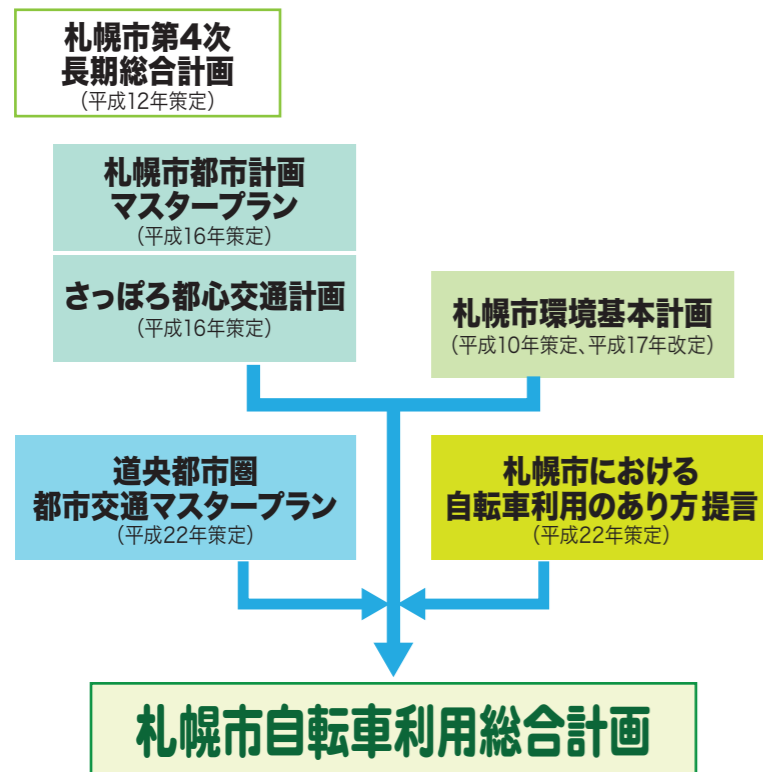 札幌市第4次
長期総合計画
(平成12年策定)
札幌市都市計画
マスタープラン
(平成16年策定)
さっぽろ都心交通計画
(平成16年策定)
札幌市環境基本計画
(平成10年策定、平成17年改定)
道央都市圏
都市交通マスタープラン
(平成22年策定)
札幌市における
自転車利用のあり方 提言
(平成22年策定)
札幌市自転車利用総合計画